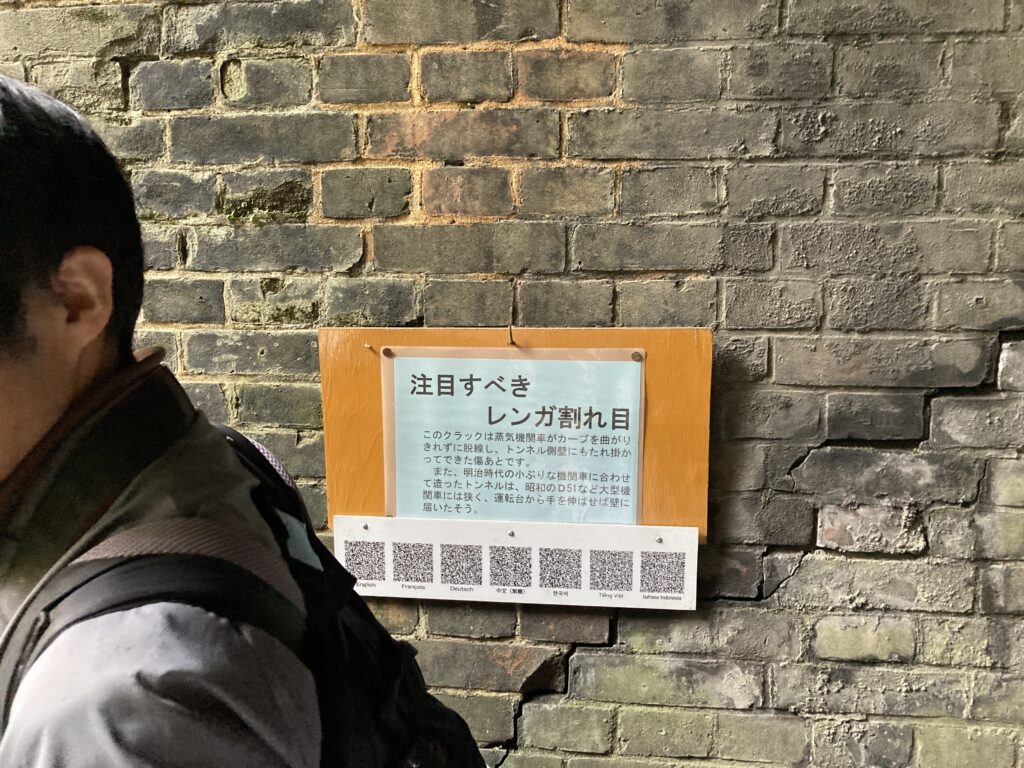 注目すべき
レンガ割れ目
このクラックは蒸気機関車がカーブを曲がり
きれずに脱線し、トンネル側壁にもたれ掛か
ってできた傷あとです。
また、明治時代の小ぶりな機関車に合わせ
て造ったトンネルは、昭和のD51など大型機
関車には狭く、運転台から手を伸ばせば壁に
届いたそう。
English Français Deutsch 中文（繁體） 한국어 Tiếng Việt bahasa Indonesia